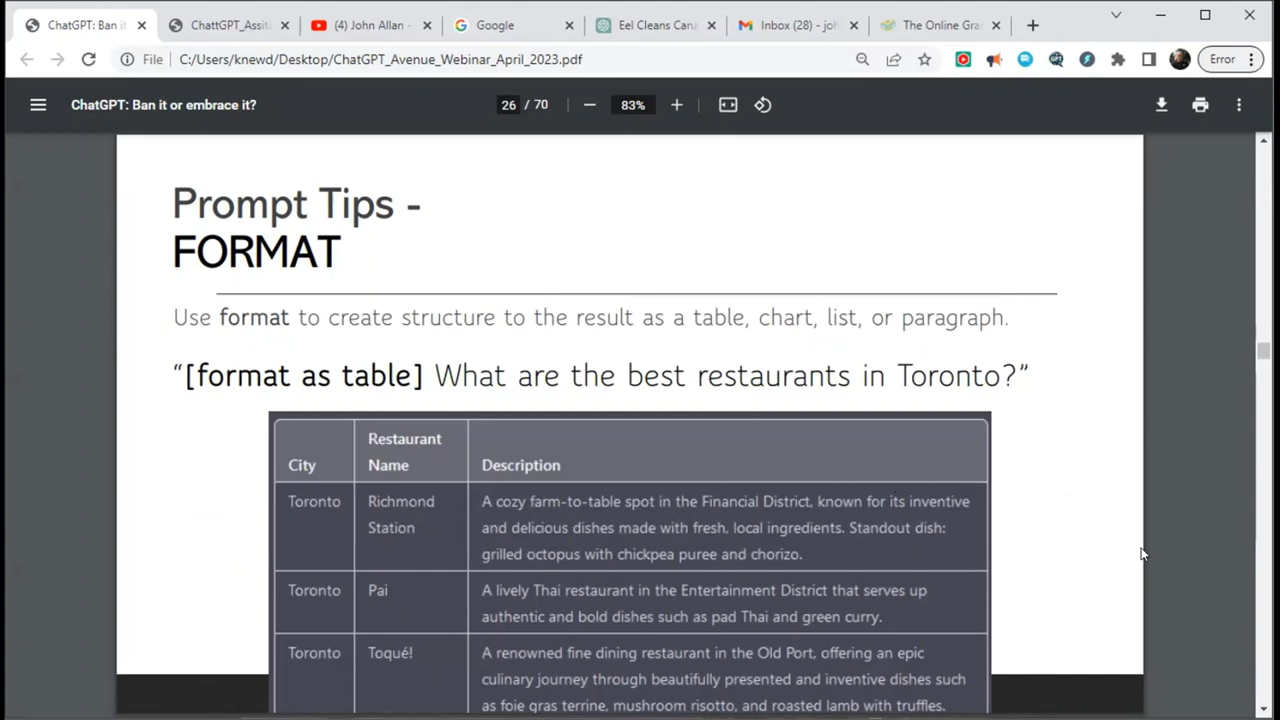 ChatGPT: Ban it
ChattGPT_Assita
(4) John Allan -
Google
Eel Cleans Cana
Inbox (28) - joh
The Online Gra
File
C:/Users/knewd/Desktop/ChatGPT_Avenue_Webinar_April_2023.pdf
Error
ChatGPT: Ban it or embrace it?
26 / 70
83%
Prompt Tips -
FORMAT
Use format to create structure to the result as a table, chart, list, or paragraph.
“[format as table] What are the best restaurants in Toronto?”
City
Restaurant
Name
Description
Toronto
Richmond
Station
A cozy farm-to-table spot in the Financial District, known for its inventive
and delicious dishes made with fresh, local ingredients. Standout dish:
grilled octopus with chickpea puree and chorizo.
Toronto
Pai
A lively Thai restaurant in the Entertainment District that serves up
authentic and bold dishes such as pad Thai and green curry.
Toronto
Toqué!
A renowned fine dining restaurant in the Old Port, offering an epic
culinary journey through beautifully presented and inventive dishes such
as foie gras terrine, mushroom risotto, and roasted lamb with truffles.